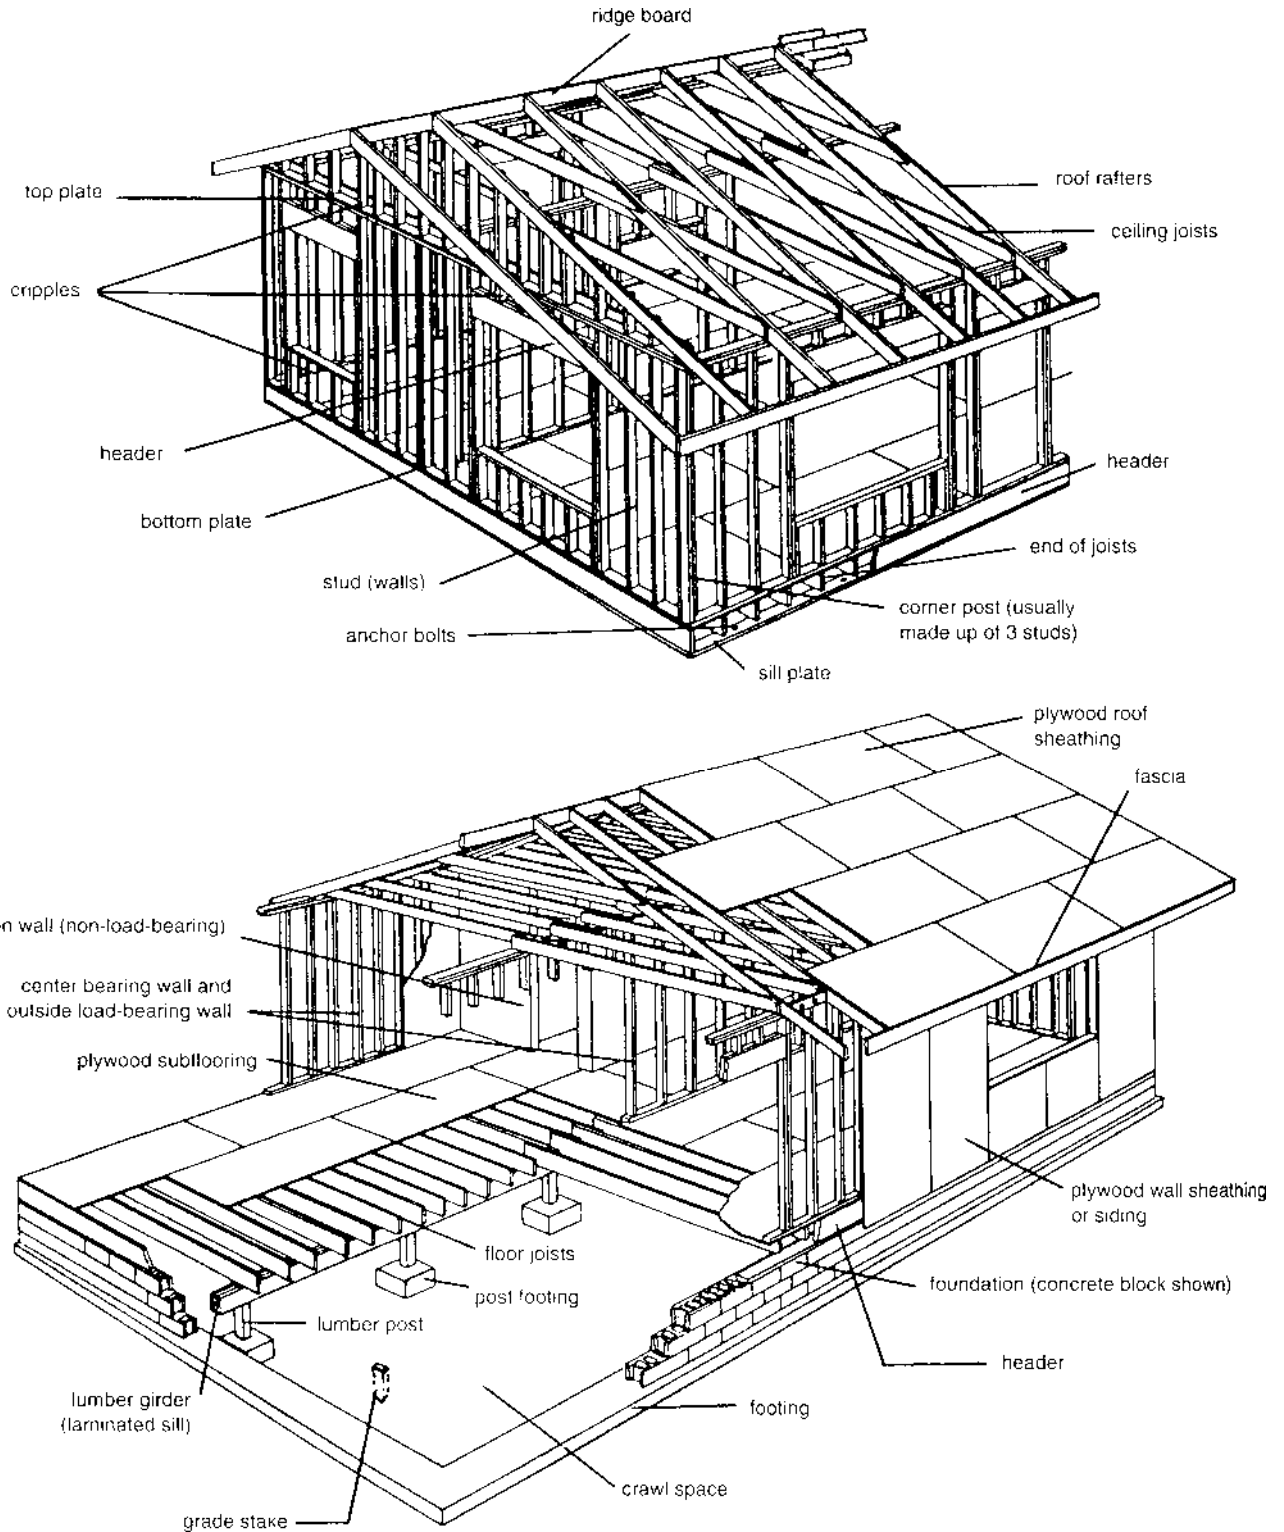 ridge board
top plate
roof rafters
ceiling joists
cripples
header
header
bottom plate
end of joists
stud (walls)
corner post (usually
made up of 3 studs)
anchor bolts
sill plate
plywood roof
sheathing
fascia
n wall (non-load-bearing)
center bearing wall and
outside load-bearing wall
plywood subflooring
plywood wall sheathing
or siding
floor joists
foundation (concrete block shown)
post footing
lumber post
header
lumber girder
(laminated sill)
footing
crawl space
grade stake